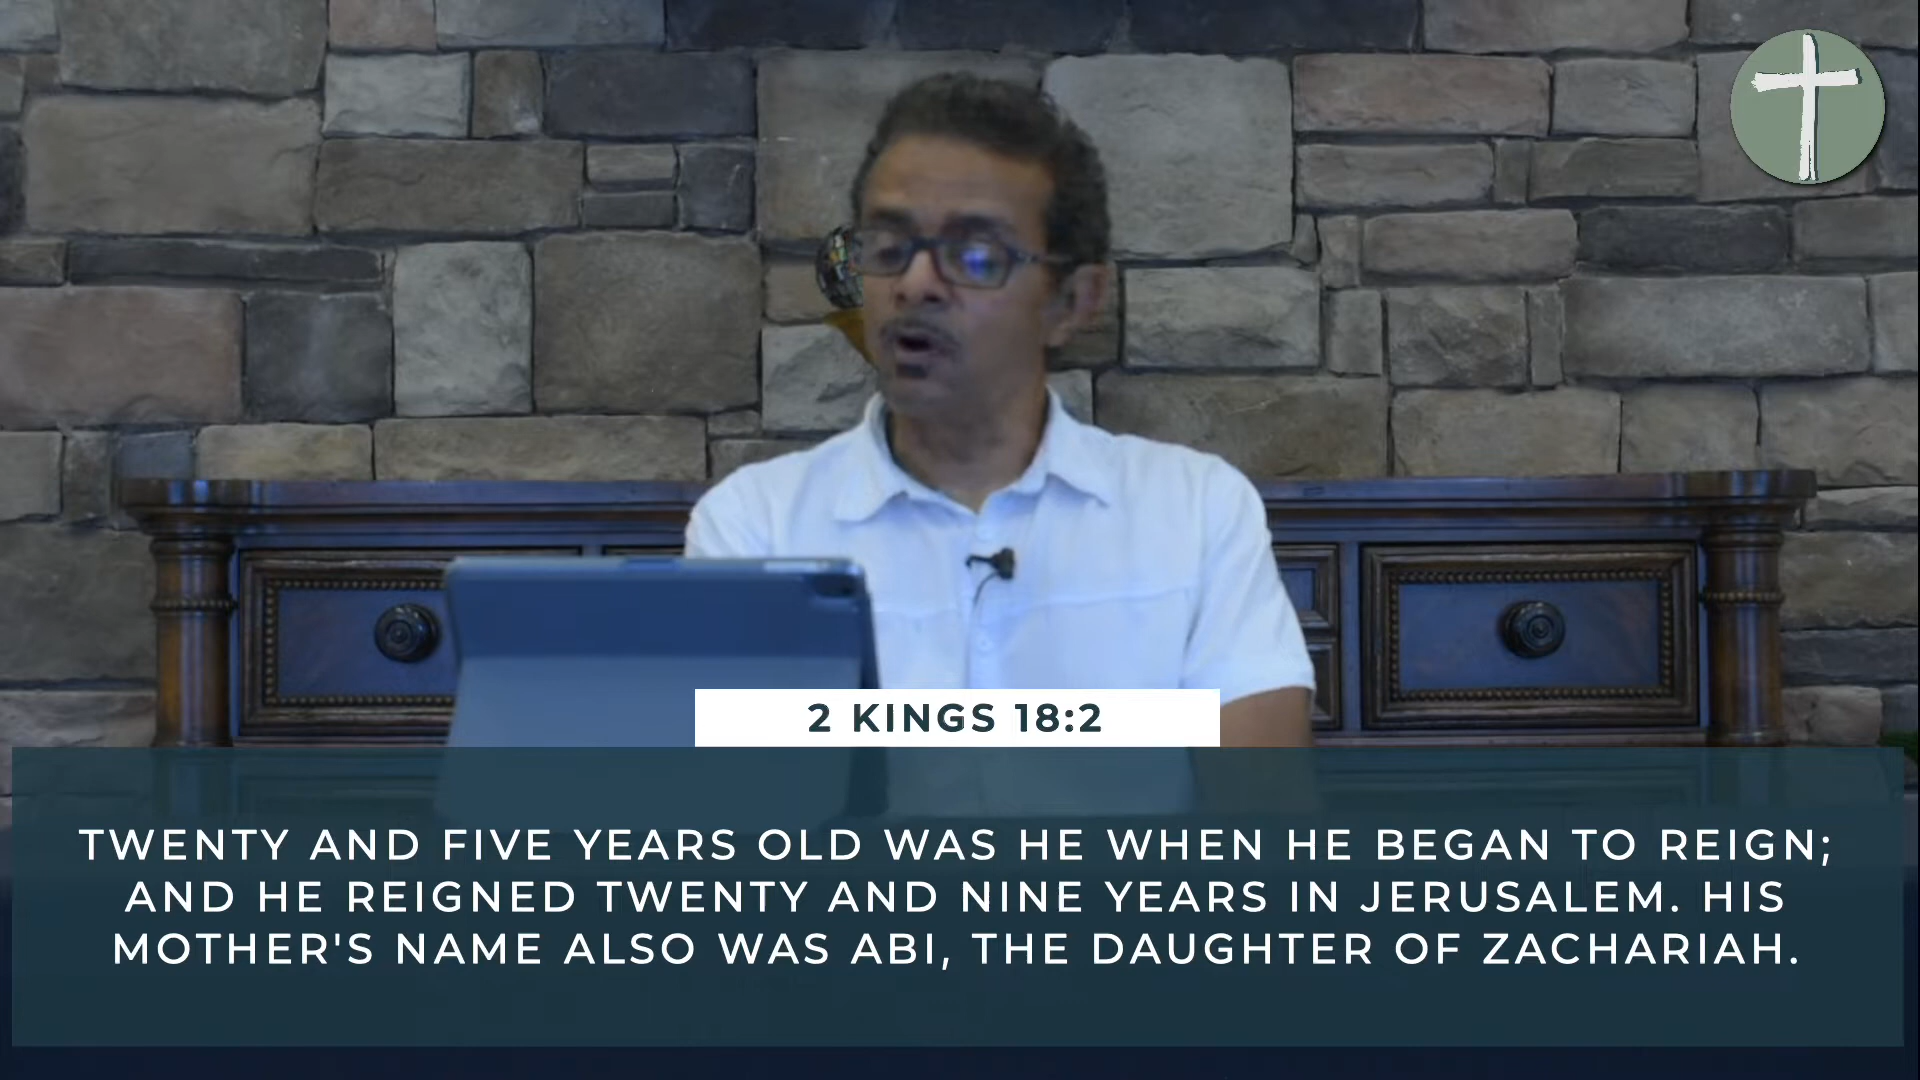 2 KINGS 18:2
TWENTY AND FIVE YEARS OLD WAS HE WHEN HE BEGAN TO REIGN;
AND HE REIGNED TWENTY AND NINE YEARS IN JERUSALEM. HIS
MOTHER'S NAME ALSO WAS ABI, THE DAUGHTER OF ZACHARIAH.